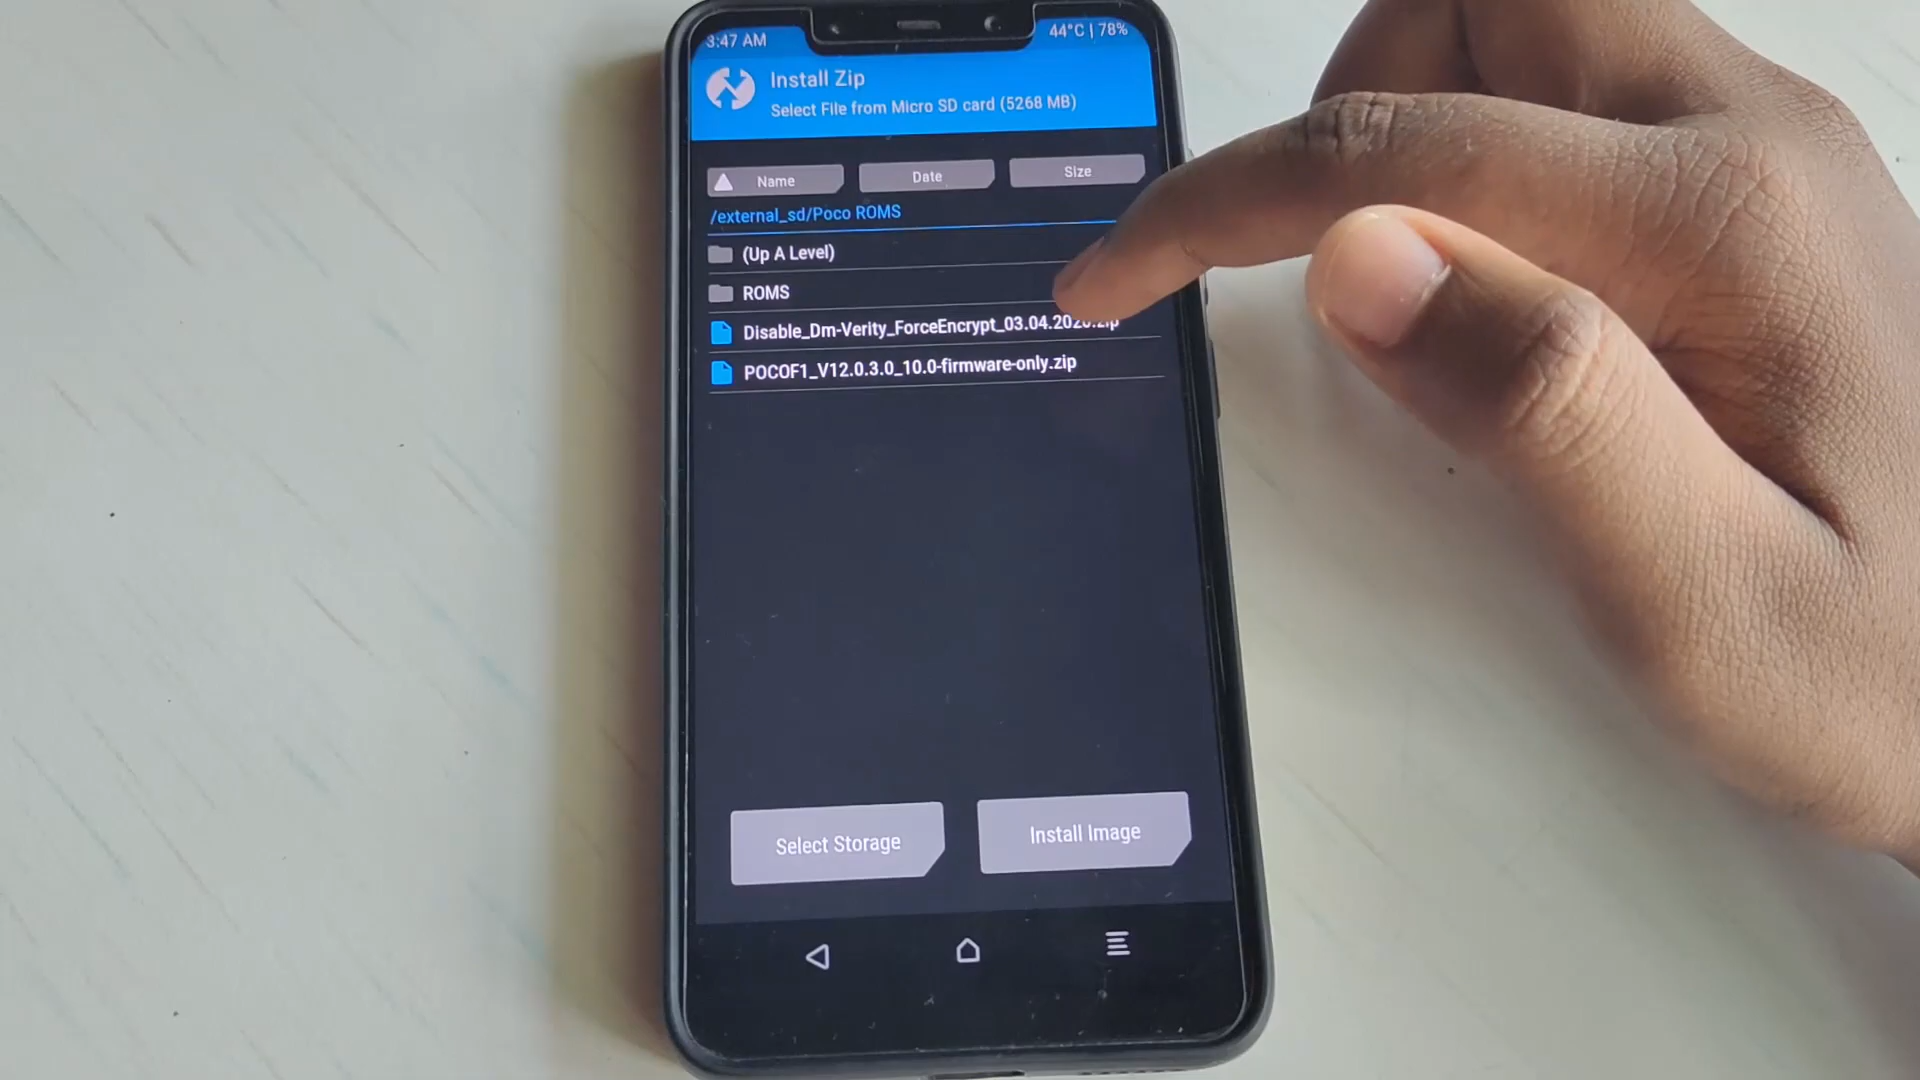 3:47 AM
44°C | 78%
Install Zip
Select File from Micro SD card (5268 MB)
Name
Date
Size
/external_sd/Poco ROMS
(Up A Level)
ROMS
Disable_Dm-Verity_ForceEncrypt_03.04.2020.zip
POCOF1_V12.0.3.0_10.0-firmware-only.zip
Select Storage
Install Image